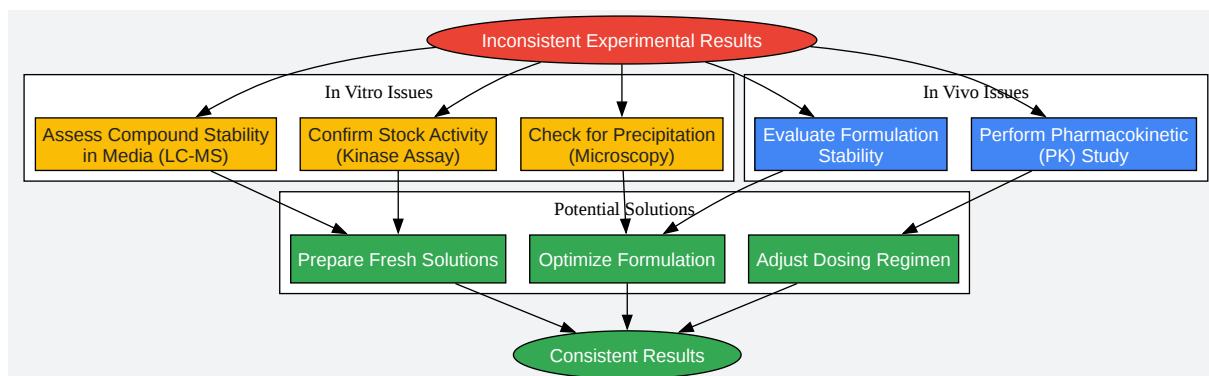 Inconsistent Experimental Results
In Vitro Issues
In Vivo Issues
Assess Compound Stability
in Media (LC-MS)
Confirm Stock Activity
(Kinase Assay)
Check for Precipitation
(Microscopy)
Evaluate Formulation
Stability
Perform Pharmacokinetic
(PK) Study
Potential Solutions
Prepare Fresh Solutions
Optimize Formulation
Adjust Dosing Regimen
Consistent Results